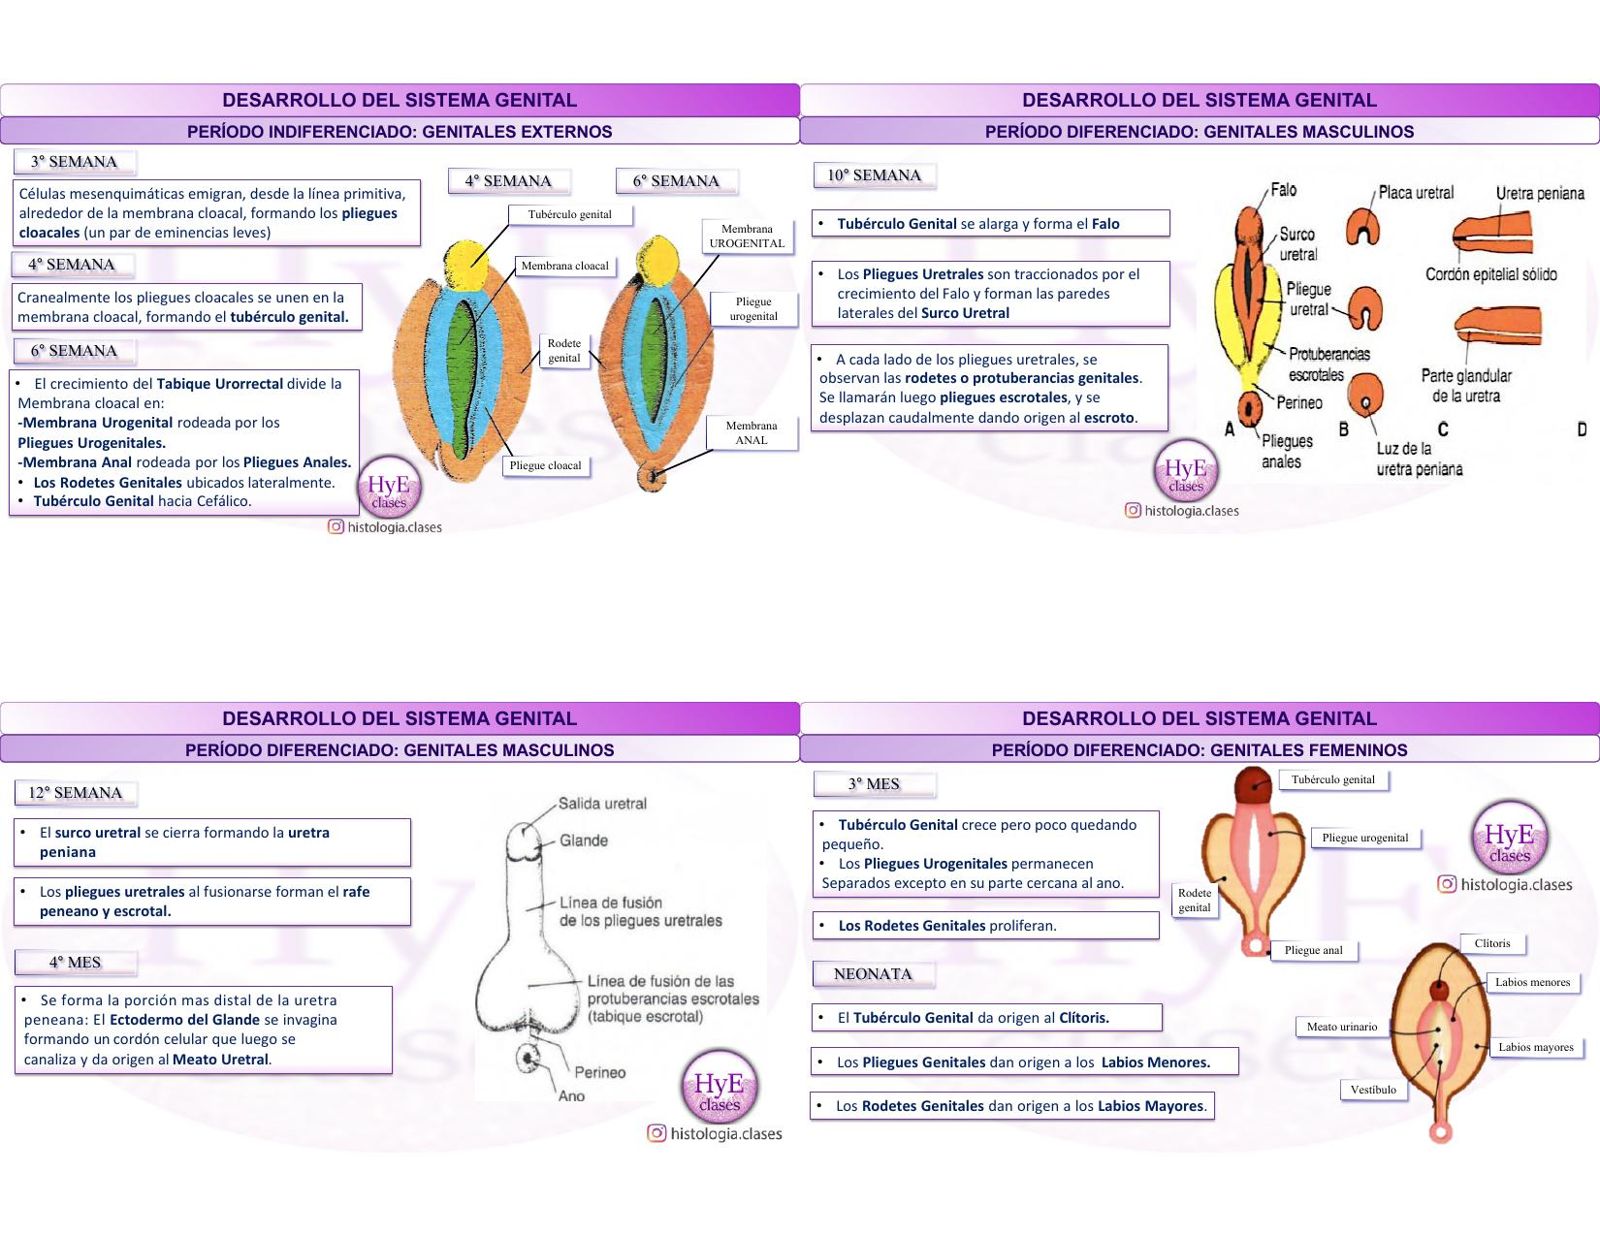 DESARROLLO DEL SISTEMA GENITAL
PERÍODO INDIFERENCIADO: GENITALES EXTERNOS
3° SEMANA
Células mesenquimáticas emigran, desde la línea primitiva,
alrededor de la membrana cloacal, formando los pliegues
cloacales (un par de eminencias leves)
4° SEMANA
Cranealmente los pliegues cloacales se unen en la
membrana cloacal, formando el tubérculo genital.
6° SEMANA
• El crecimiento del Tabique Urorrectal divide la
Membrana cloacal en:
-Membrana Urogenital rodeada por los
Pliegues Urogenitales.
-Membrana Anal rodeada por los Pliegues Anales.
• Los Rodetes Genitales ubicados lateralmente.
• Tubérculo Genital hacia Cefálico.
4° SEMANA
6° SEMANA
Tubérculo genital
Membrana
UROGENITAL
Membrana cloacal
Pliegue
urogenital
Rodete
genital
Membrana
ANAL
Pliegue cloacal
HyE
clases
histologia.clases
DESARROLLO DEL SISTEMA GENITAL
PERÍODO DIFERENCIADO: GENITALES MASCULINOS
10° SEMANA
• Tubérculo Genital se alarga y forma el Falo
• Los Pliegues Uretrales son traccionados por el
crecimiento del Falo y forman las paredes
laterales del Surco Uretral
• A cada lado de los pliegues uretrales, se
observan las rodetes o protuberancias genitales.
Se llamarán luego pliegues escrotales, y se
desplazan caudalmente dando origen al escroto.
Falo
Surco
uretral
Pliegue
uretral
Protuberancias
escrotales
Perineo
Pliegues
anales
A
Placa uretral
B
Luz de la
uretra peniana
Uretra peniana
Cordón epitelial sólido
Parte glandular
de la uretra
C
D
HyE
clases
histologia.clases
DESARROLLO DEL SISTEMA GENITAL
PERÍODO DIFERENCIADO: GENITALES MASCULINOS
12° SEMANA
• El surco uretral se cierra formando la uretra
peniana
• Los pliegues uretrales al fusionarse forman el rafe
peneano y escrotal.
4° MES
• Se forma la porción mas distal de la uretra
peneana: El Ectodermo del Glande se invagina
formando un cordón celular que luego se
canaliza y da origen al Meato Uretral.
Salida uretral
Glande
Línea de fusión
de los pliegues uretrales
Línea de fusión de las
protuberancias escrotales
(tabique escrotal)
Perineo
Ano
HyE
clases
histologia.clases
DESARROLLO DEL SISTEMA GENITAL
PERÍODO DIFERENCIADO: GENITALES FEMENINOS
3° MES
• Tubérculo Genital crece pero poco quedando
pequeño.
• Los Pliegues Urogenitales permanecen
Separados excepto en su parte cercana al ano.
• Los Rodetes Genitales proliferan.
NEONATA
• El Tubérculo Genital da origen al Clítoris.
• Los Pliegues Genitales dan origen a los Labios Menores.
• Los Rodetes Genitales dan origen a los Labios Mayores.
Tubérculo genital
Pliegue urogenital
Rodete
genital
Pliegue anal
HyE
clases
histologia.clases
Clitoris
Labios menores
Meato urinario
Labios mayores
Vestíbulo